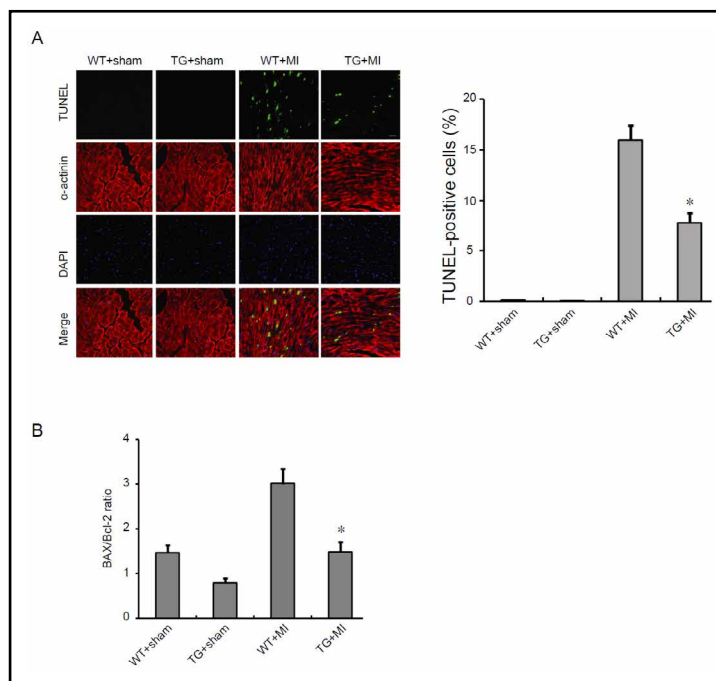 A
WT+sham TG+sham WT+MI TG+MI
TUNEL
α-actinin
DAPI
Merge
TUNEL-positive cells (%)
20
15
10
5
0
*
WT+sham TG+sham WT+MI TG+MI
B
BAX/Bcl-2 ratio
4
3
2
1
0
*
WT+sham TG+sham WT+MI TG+MI